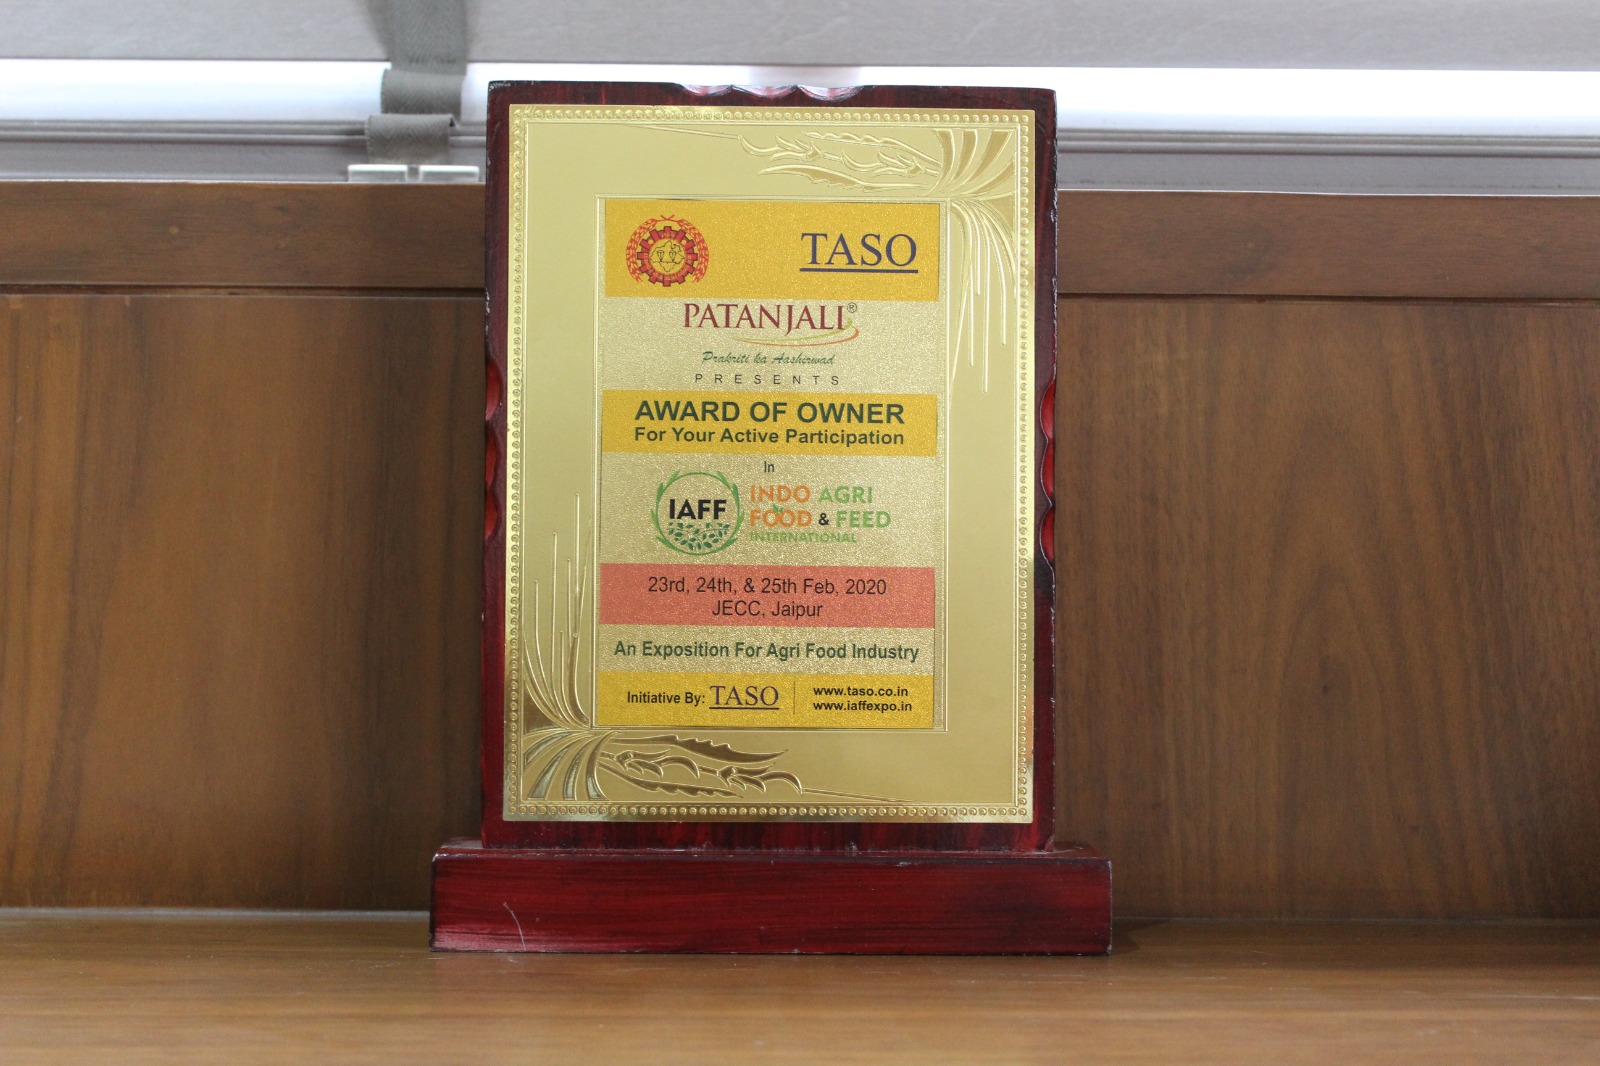 TASO
PATANJALI®
Prakriti ka Aashirwad
PRESENTS
AWARD OF OWNER
For Your Active Participation
In
IAFF
INDO AGRI
FOOD & FEED
INTERNATIONAL
23rd, 24th, & 25th Feb, 2020
JECC, Jaipur
An Exposition For Agri Food Industry
Initiative By: TASO
www.taso.co.in
www.iaffexpo.in